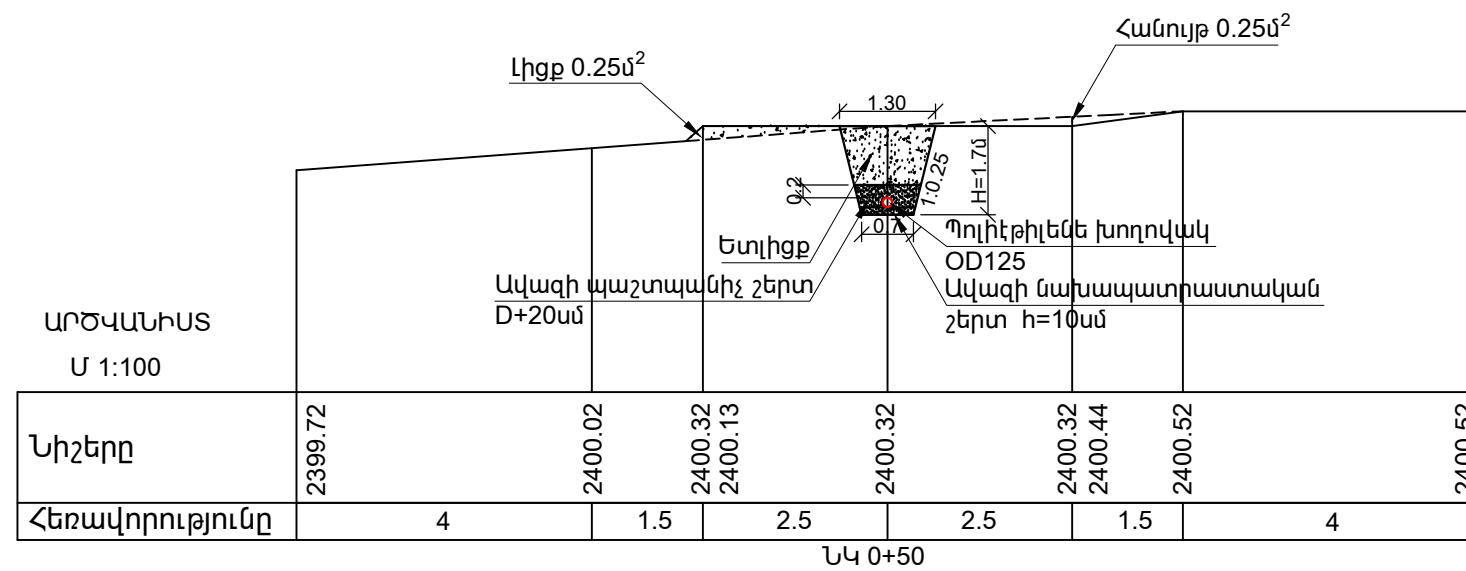 Հանույթ 0.25մ²
Լիցք 0.25մ²
1.30
0.2
1:0.25
H=1.7մ
0.7
Ետլիցք
Պոլիէթիլենե խողովակ
OD125
Ավազի պաշտպանիչ շերտ
D+20սմ
Ավազի նախապատրաստական
շերտ h=10սմ
ԱՐԾՎԱՆԻՍՏ
Մ 1:100
Նիշերը
2399.72
2400.02
2400.32
2400.13
2400.32
2400.32
2400.44
2400.52
2400.52
Հեռավորությունը
4
1.5
2.5
2.5
1.5
4
ՆԿ 0+50